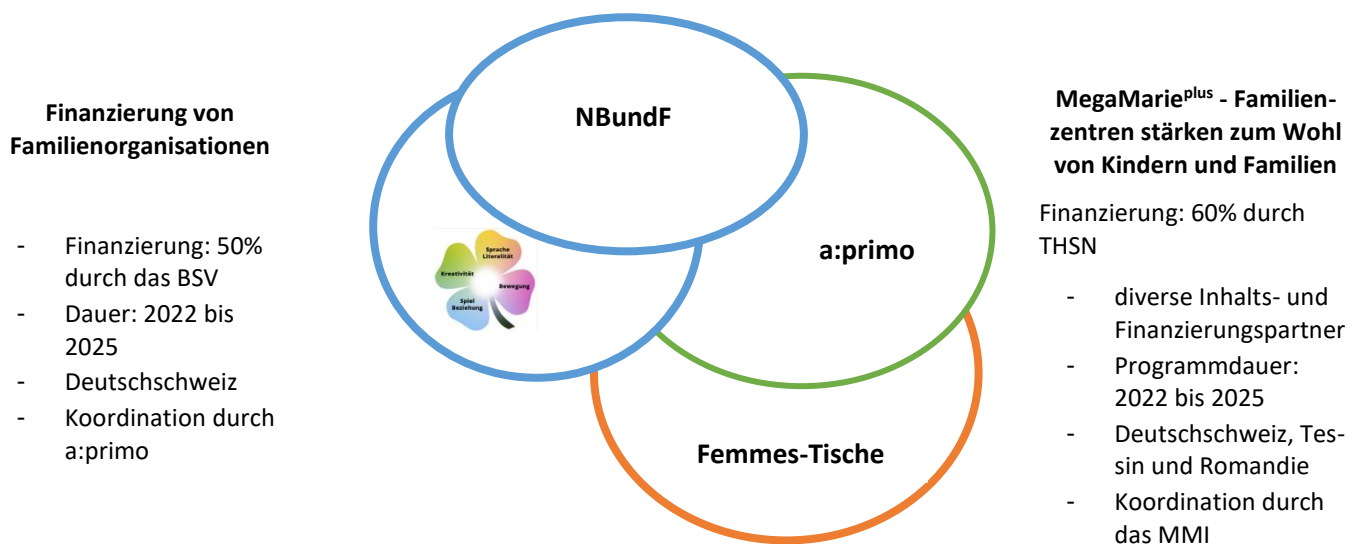 Finanzierung von
Familienorganisationen
- Finanzierung: 50%
durch das BSV
- Dauer: 2022 bis
2025
- Deutschschweiz
- Koordination durch
a:primo
NBundF
Sprache
Literalität
Kreativität
Bewegung
Spiel
Beziehung
a:primo
Femmes-Tische
MegaMarieplus - Familien-
zentren stärken zum Wohl
von Kindern und Familien
Finanzierung: 60% durch
THSN
- diverse Inhalts- und
Finanzierungspartner
- Programmdauer:
2022 bis 2025
- Deutschschweiz, Tes-
sin und Romandie
- Koordination durch
das MMI